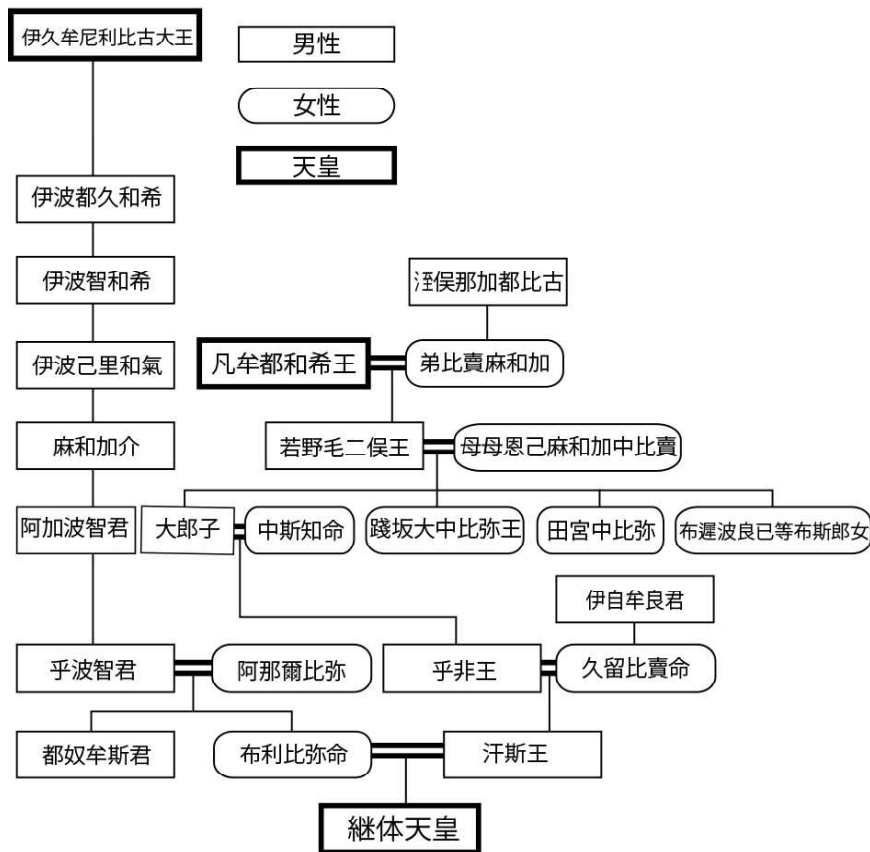 伊久牟尼利比古大王
男性
女性
天皇
伊波都久和希
伊波智和希
洷俣那加都比古
伊波己里和氣
凡牟都和希王
弟比賣麻和加
麻和加介
若野毛二俣王
母母恩己麻和加中比賣
阿加波智君
大郎子
中斯知命
踐坂大中比弥王
田宮中比弥
布遲波良已等布斯郎女
伊自牟良君
乎波智君
阿那爾比弥
乎非王
久留比賣命
都奴牟斯君
布利比弥命
汗斯王
継体天皇